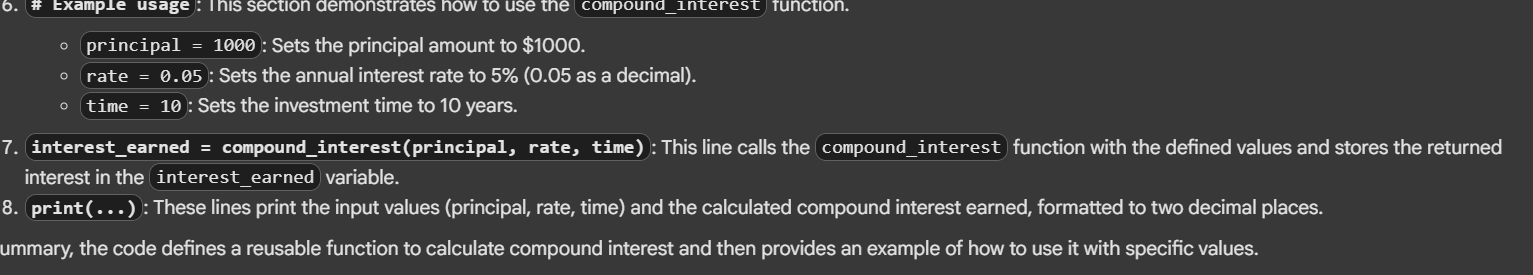 6. # Example usage: This section demonstrates how to use the compound_interest function.
principal = 1000: Sets the principal amount to $1000.
rate = 0.05: Sets the annual interest rate to 5% (0.05 as a decimal).
time = 10: Sets the investment time to 10 years.
7. interest_earned = compound_interest(principal, rate, time): This line calls the compound_interest function with the defined values and stores the returned
interest in the interest_earned variable.
8. print(...): These lines print the input values (principal, rate, time) and the calculated compound interest earned, formatted to two decimal places.
ummary, the code defines a reusable function to calculate compound interest and then provides an example of how to use it with specific values.